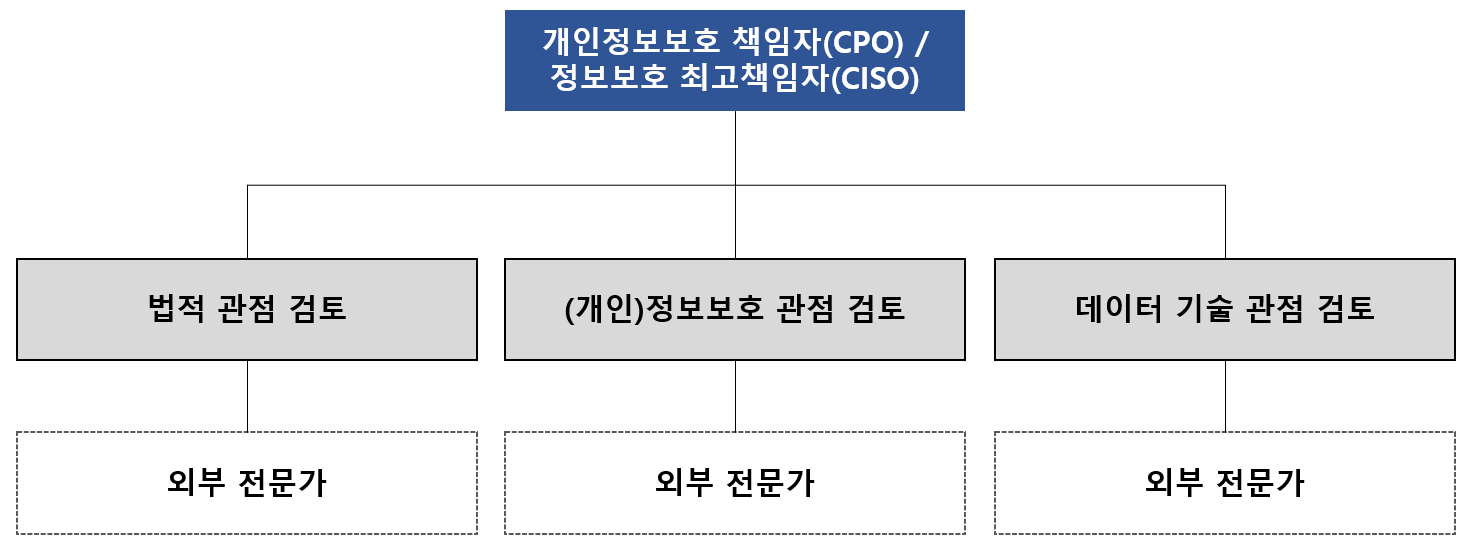 개인정보보호 책임자(CPO) /
정보보호 최고책임자(CISO)
법적 관점 검토
(개인)정보보호 관점 검토
데이터 기술 관점 검토
외부 전문가
외부 전문가
외부 전문가